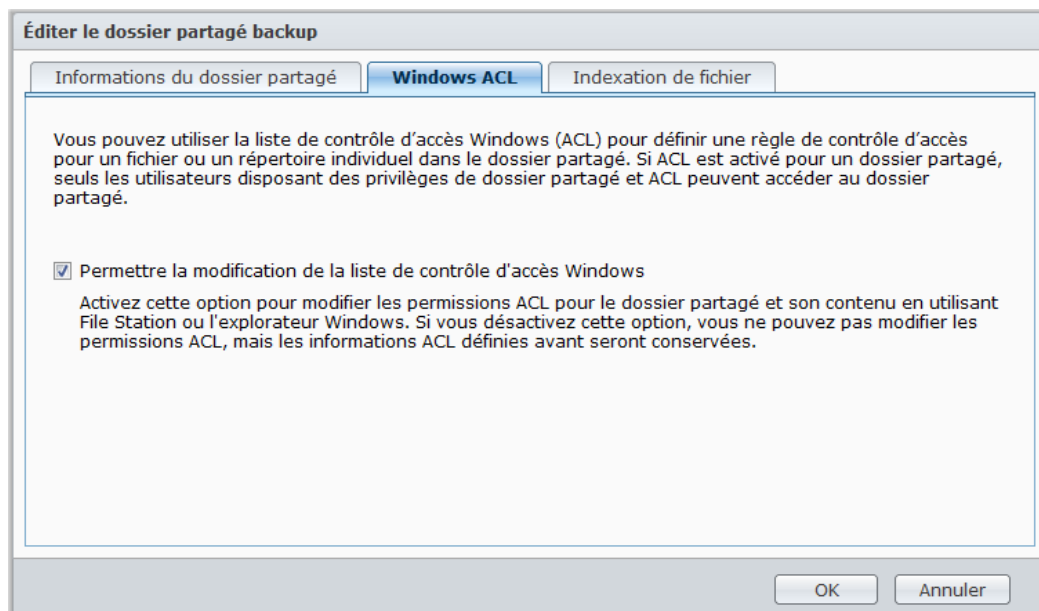 Éditer le dossier partagé backup
Informations du dossier partagé
Windows ACL
Indexation de fichier
Vous pouvez utiliser la liste de contrôle d'accès Windows (ACL) pour définir une règle de contrôle d'accès
pour un fichier ou un répertoire individuel dans le dossier partagé. Si ACL est activé pour un dossier partagé,
seuls les utilisateurs disposant des privilèges de dossier partagé et ACL peuvent accéder au dossier
partagé.
Permettre la modification de la liste de contrôle d'accès Windows
Activez cette option pour modifier les permissions ACL pour le dossier partagé et son contenu en utilisant
File Station ou l'explorateur Windows. Si vous désactivez cette option, vous ne pouvez pas modifier les
permissions ACL, mais les informations ACL définies avant seront conservées.
OK
Annuler